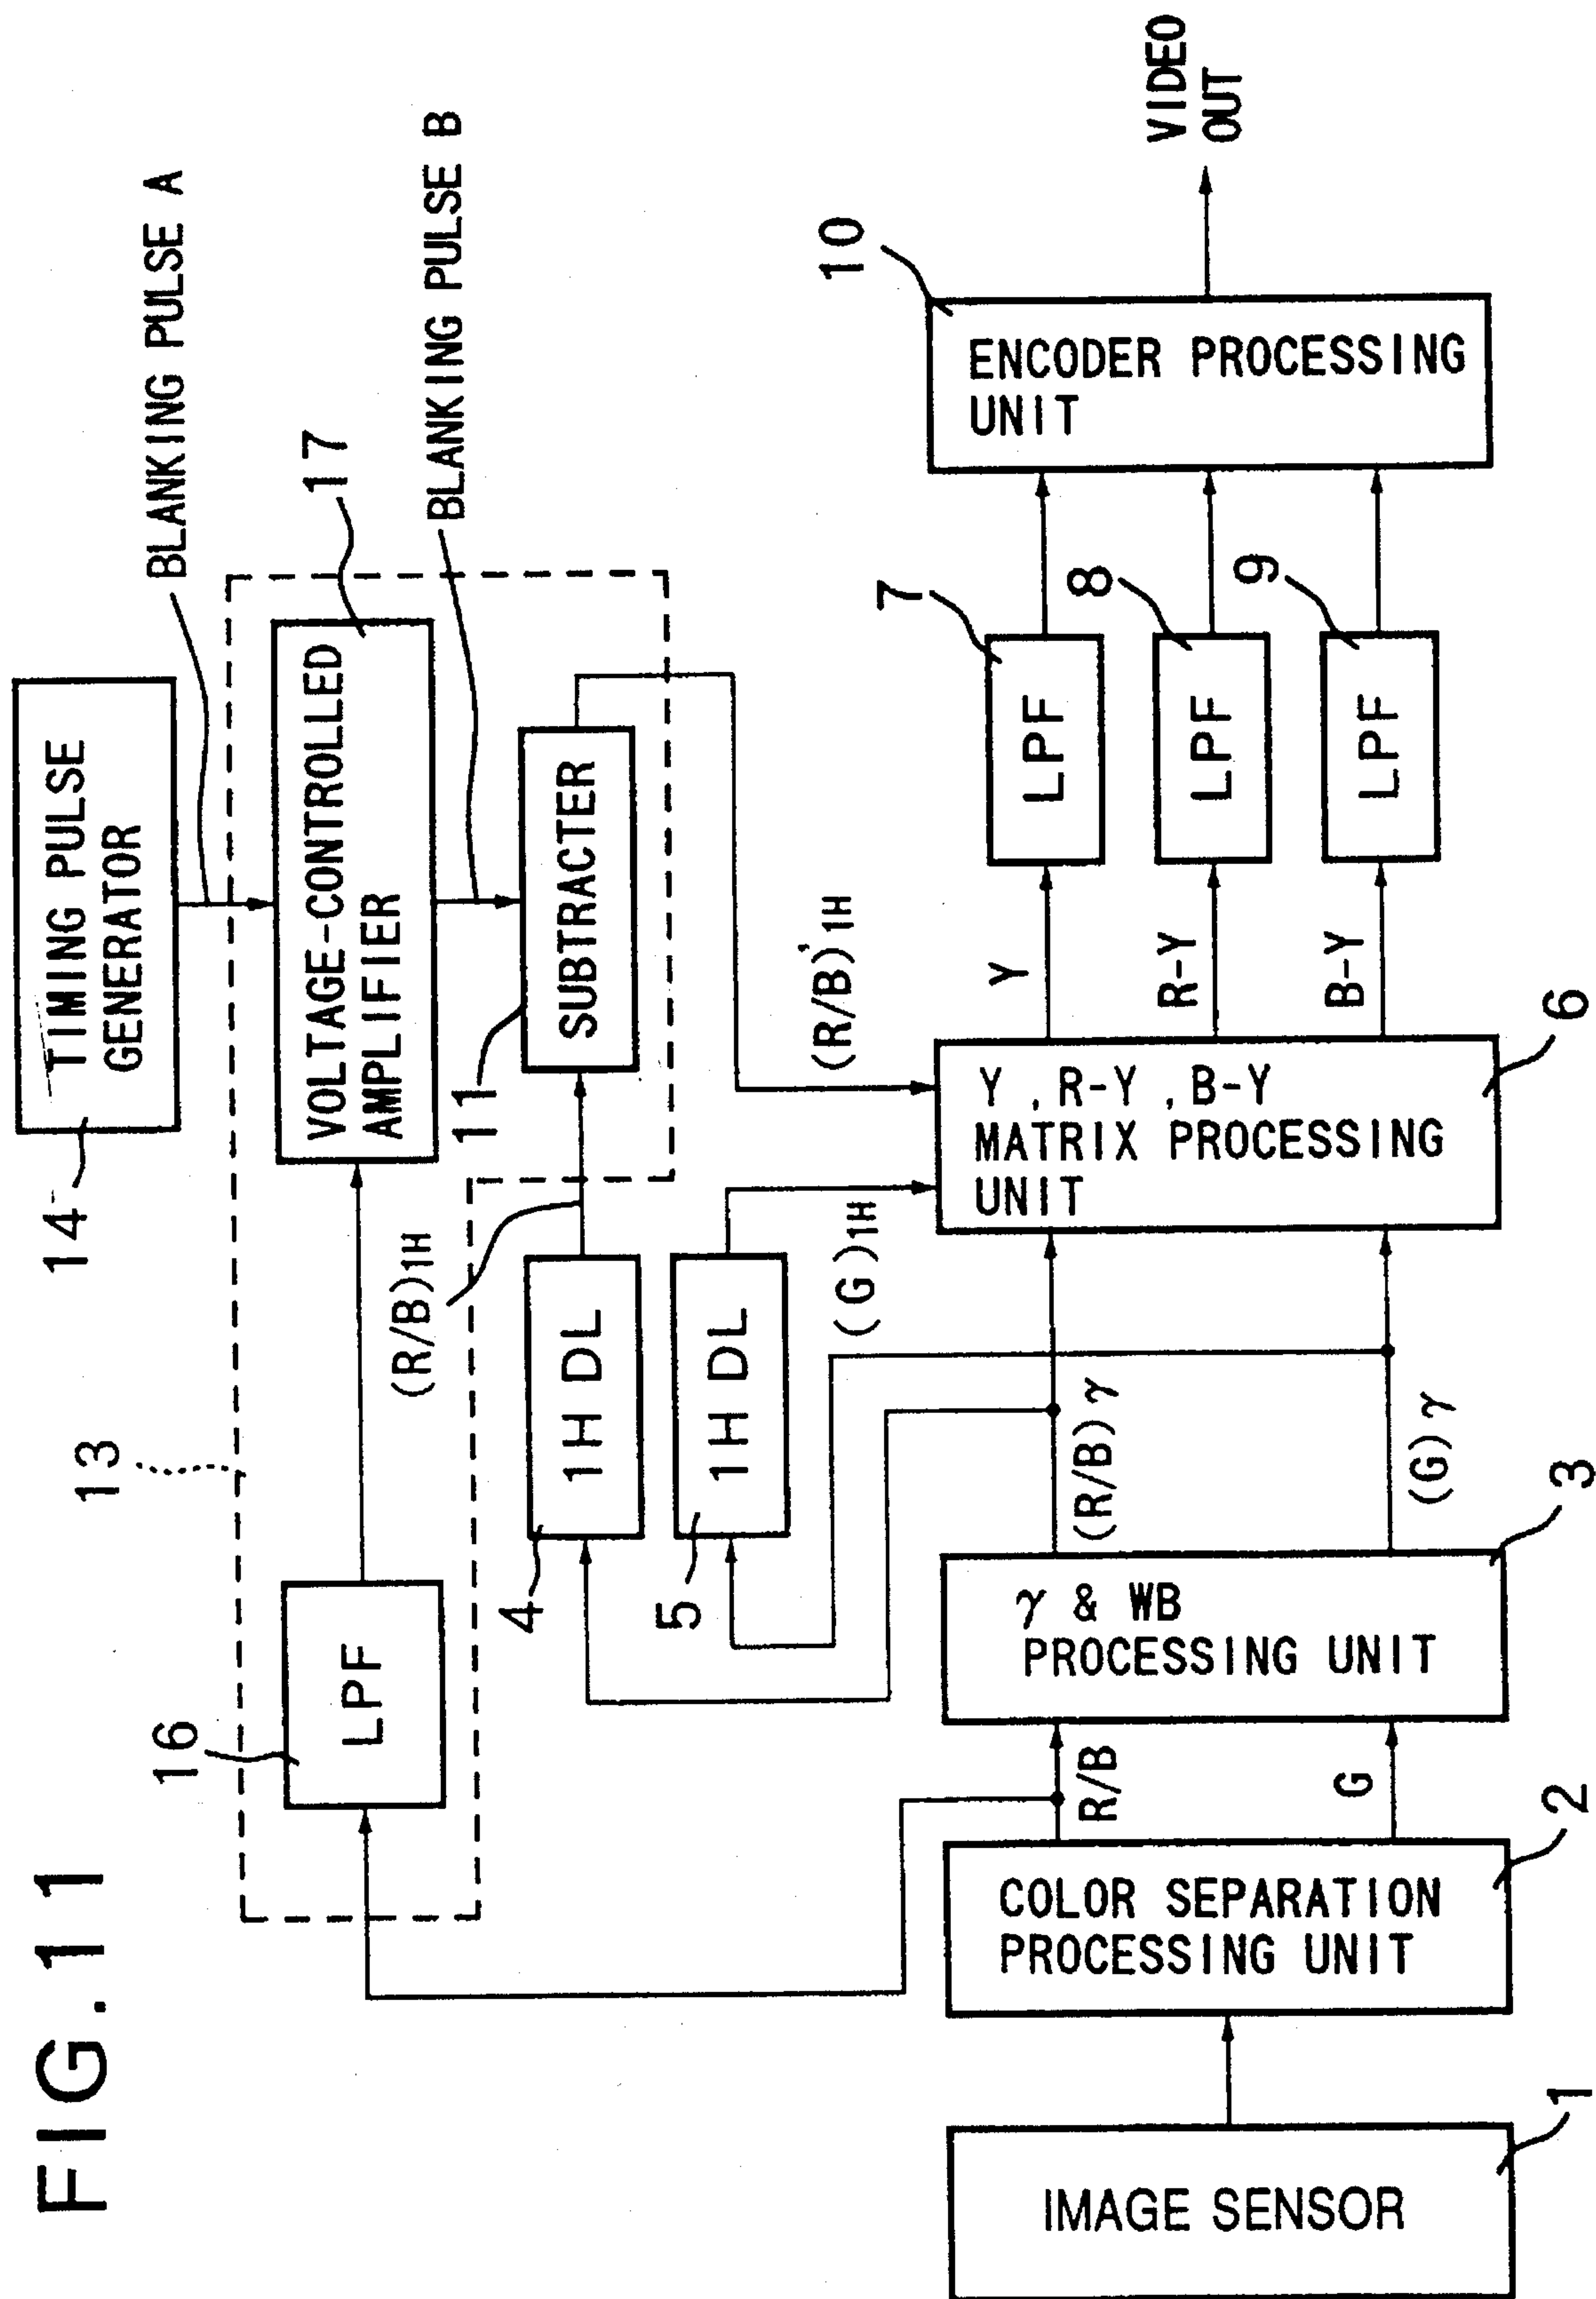 FIG. 11
14
TIMING PULSE
GENERATOR
BLANKING PULSE A
13
16
LPF
VOLTAGE-CONTROLLED
AMPLIFIER
17
BLANKING PULSE B
(R/B)1H
11
SUBTRACTER
4
1H DL
5
1H DL
(G)1H
(R/B)'1H
IMAGE SENSOR
1
COLOR SEPARATION
PROCESSING UNIT
2
R/B
G
γ & WB
PROCESSING UNIT
3
(R/B)γ
(G)γ
Y, R-Y, B-Y
MATRIX PROCESSING
UNIT
6
Y
R-Y
B-Y
7
LPF
8
LPF
9
LPF
10
ENCODER PROCESSING
UNIT
VIDEO
OUT